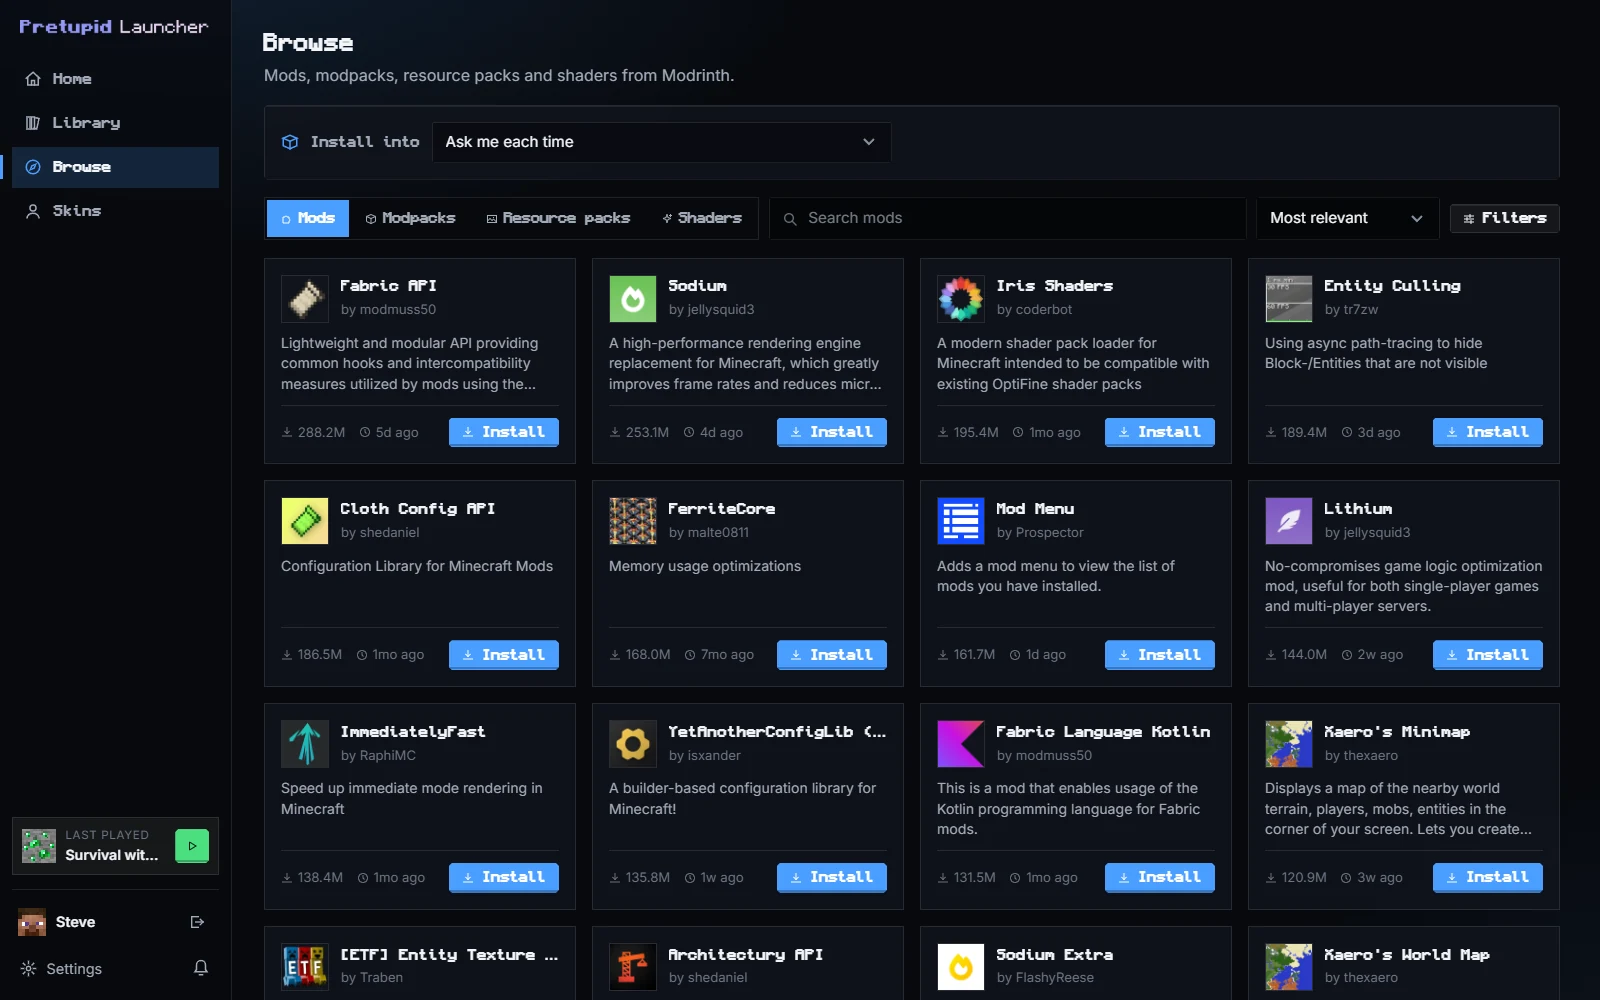 Pretupid Launcher
Home
Library
Browse
Skins
LAST PLAYED
Survival wit...
Steve
Settings
Browse
Mods, modpacks, resource packs and shaders from Modrinth.
Install into
Ask me each time
Mods
Modpacks
Resource packs
Shaders
Search mods
Most relevant
Filters
Fabric API
by modmuss50
Lightweight and modular API providing
common hooks and intercompatibility
measures utilized by mods using the...
288.2M
5d ago
Install
Sodium
by jellysquid3
A high-performance rendering engine
replacement for Minecraft, which greatly
improves frame rates and reduces micr...
253.1M
4d ago
Install
Iris Shaders
by coderbot
A modern shader pack loader for
Minecraft intended to be compatible with
existing OptiFine shader packs
195.4M
1mo ago
Install
Entity Culling
by tr7zw
Using async path-tracing to hide
Block-/Entities that are not visible
189.4M
3d ago
Install
Cloth Config API
by shedaniel
Configuration Library for Minecraft Mods
186.5M
1mo ago
Install
FerriteCore
by malte0811
Memory usage optimizations
168.0M
7mo ago
Install
Mod Menu
by Prospector
Adds a mod menu to view the list of
mods you have installed.
161.7M
1d ago
Install
Lithium
by jellysquid3
No-compromises game logic optimization
mod, useful for both single-player games
and multi-player servers.
144.0M
2w ago
Install
ImmediatelyFast
by RaphiMC
Speed up immediate mode rendering in
Minecraft
138.4M
1mo ago
Install
YetAnotherConfigLib (...
by isxander
A builder-based configuration library for
Minecraft!
135.8M
1w ago
Install
Fabric Language Kotlin
by modmuss50
This is a mod that enables usage of the
Kotlin programming language for Fabric
mods.
131.5M
1mo ago
Install
Xaero's Minimap
by thexaero
Displays a map of the nearby world
terrain, players, mobs, entities in the
corner of your screen. Lets you create...
120.9M
3w ago
Install
ETF
[ETF] Entity Texture ...
by Traben
Architectury API
by shedaniel
Sodium Extra
by FlashyReese
Xaero's World Map
by thexaero